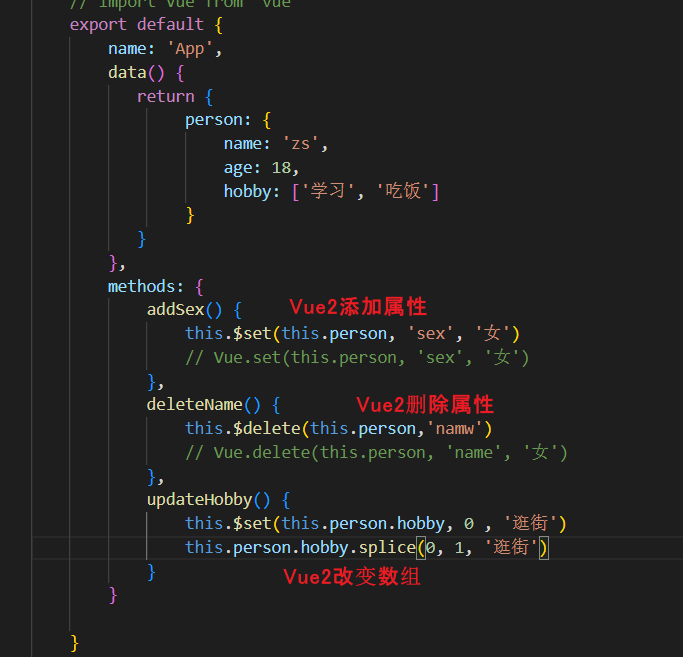 // import Vue from 'vue'
export default {
name: 'App',
data() {
return {
person: {
name: 'zs',
age: 18,
hobby: ['学习', '吃饭']
}
}
},
methods: {
addSex() { Vue2添加属性
this.$set(this.person, 'sex', '女')
// Vue.set(this.person, 'sex', '女')
},
deleteName() { Vue2删除属性
this.$delete(this.person,'namw')
// Vue.delete(this.person, 'name', '女')
},
updateHobby() {
this.$set(this.person.hobby, 0 , '逛街')
this.person.hobby.splice(0, 1, '逛街')
} Vue2改变数组
}
}